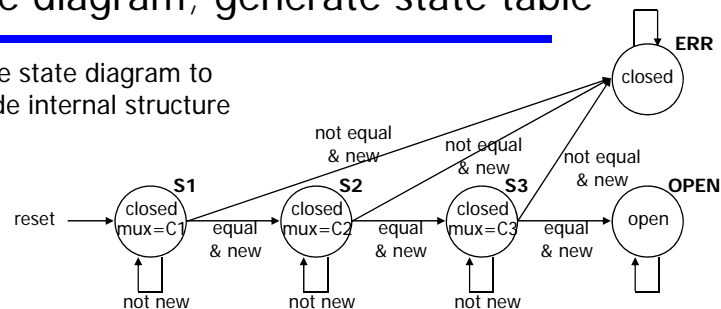 diagram, generate state table
state diagram to
internal structure
ERR
closed
not equal
& new
not equal
& new
not equal
& new
S1
S2
S3
OPEN
reset
closed
mux=C1
equal
& new
closed
mux=C2
equal
& new
closed
mux=C3
equal
& new
open
not new
not new
not new